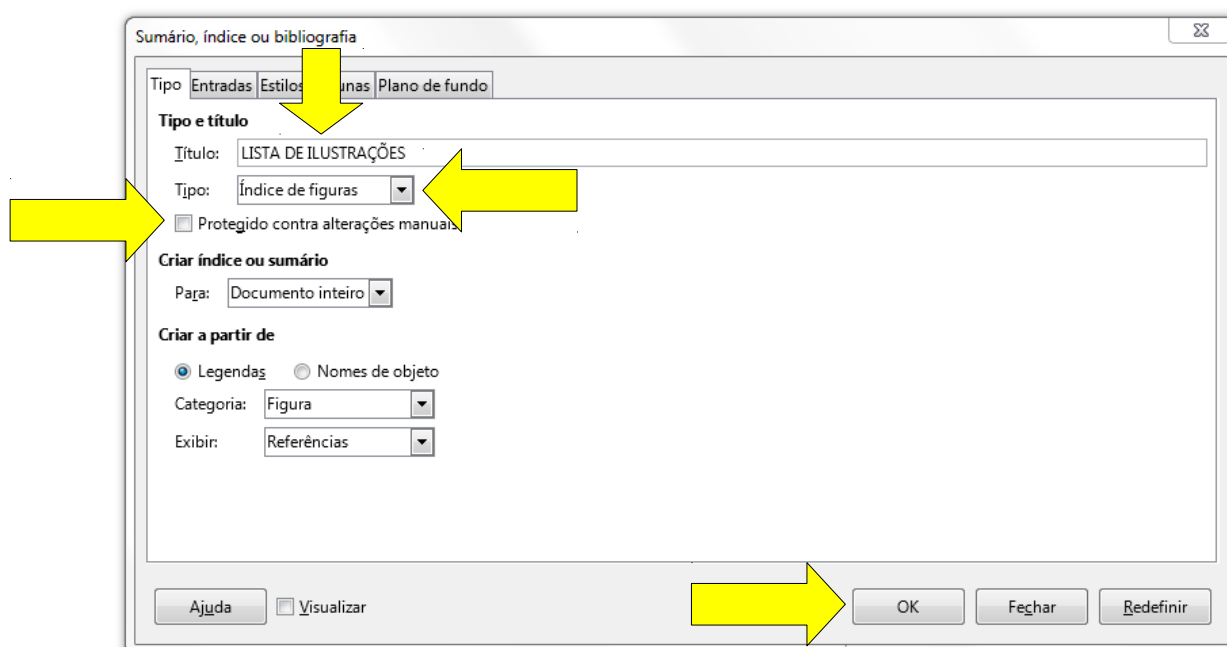 Sumário, índice ou bibliografia
Tipo Entradas Estilos unas Plano de fundo
Tipo e título
Título: LISTA DE ILUSTRAÇÕES
Tipo: Índice de figuras
Protegido contra alterações manuais
Criar índice ou sumário
Para: Documento inteiro
Criar a partir de
Legendas Nomes de objeto
Categoria: Figura
Exibir: Referências
Ajuda Visualizar OK Fechar Redefinir